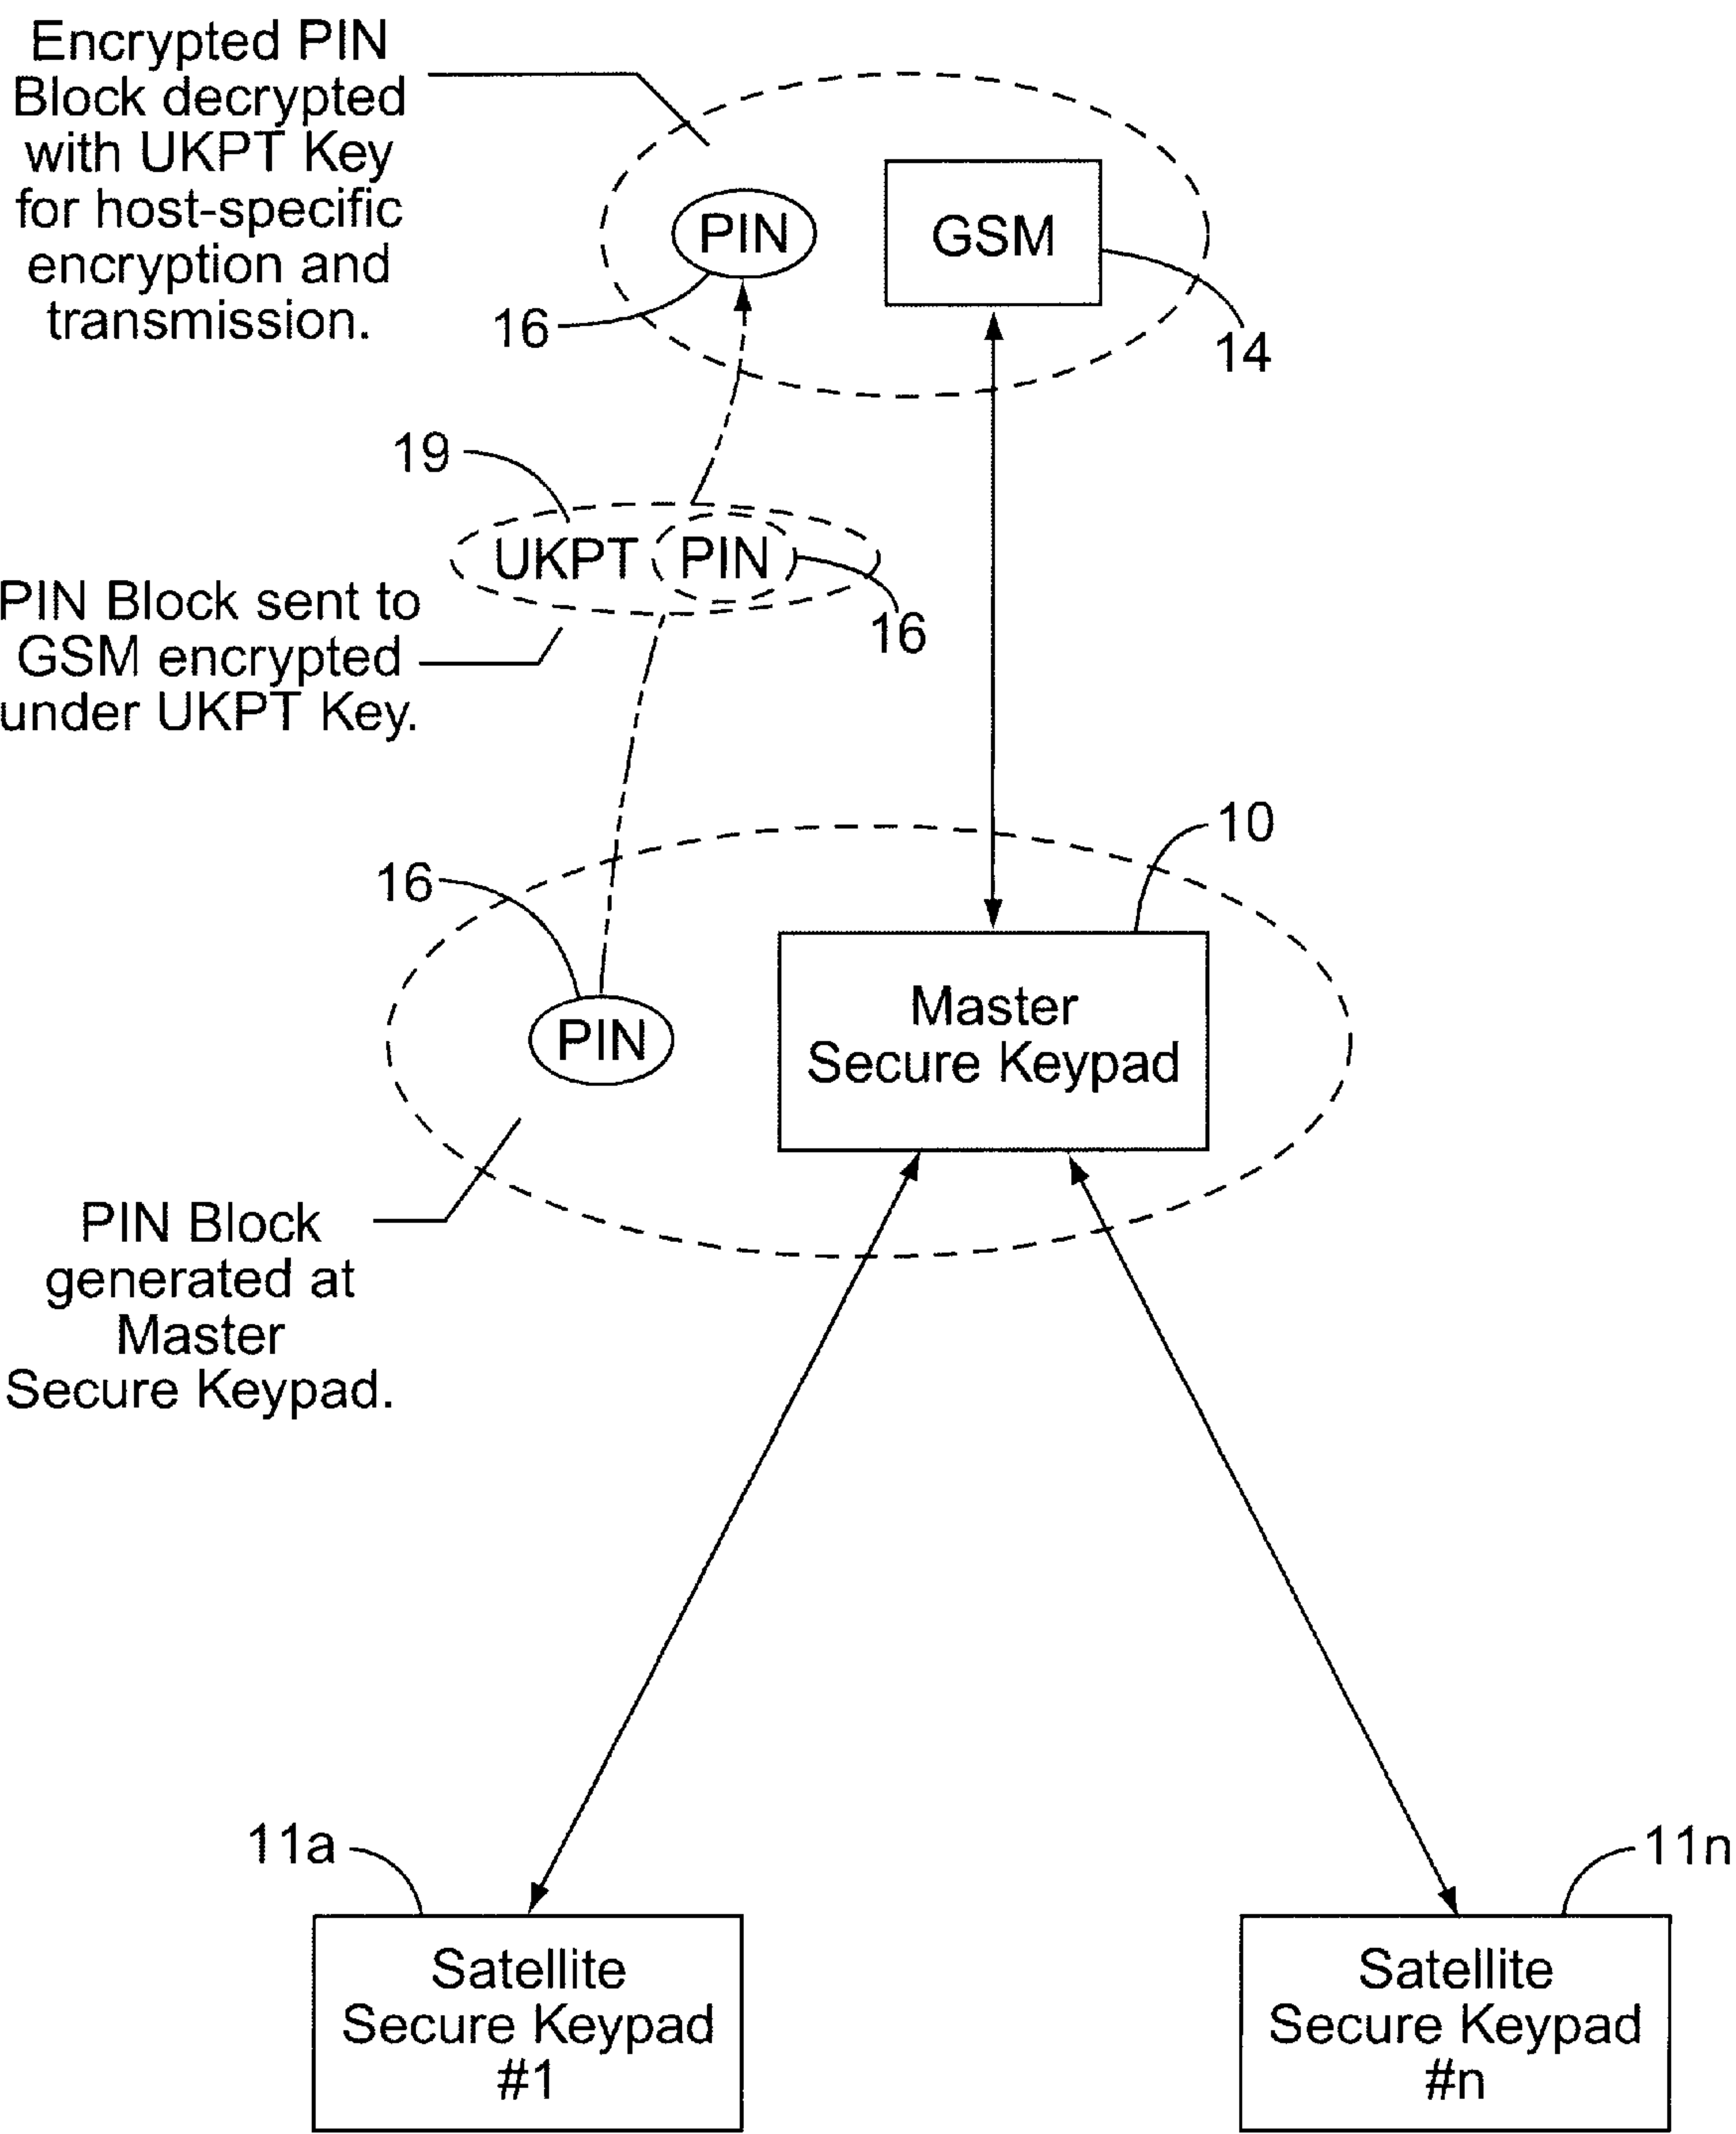 Encrypted PIN
Block decrypted
with UKPT Key
for host-specific
encryption and
transmission.
PIN
GSM
16
14
19
UKPT PIN
16
PIN Block sent to
GSM encrypted
under UKPT Key.
10
16
PIN
Master
Secure Keypad
PIN Block
generated at
Master
Secure Keypad.
11a
Satellite
Secure Keypad
#1
11n
Satellite
Secure Keypad
#n